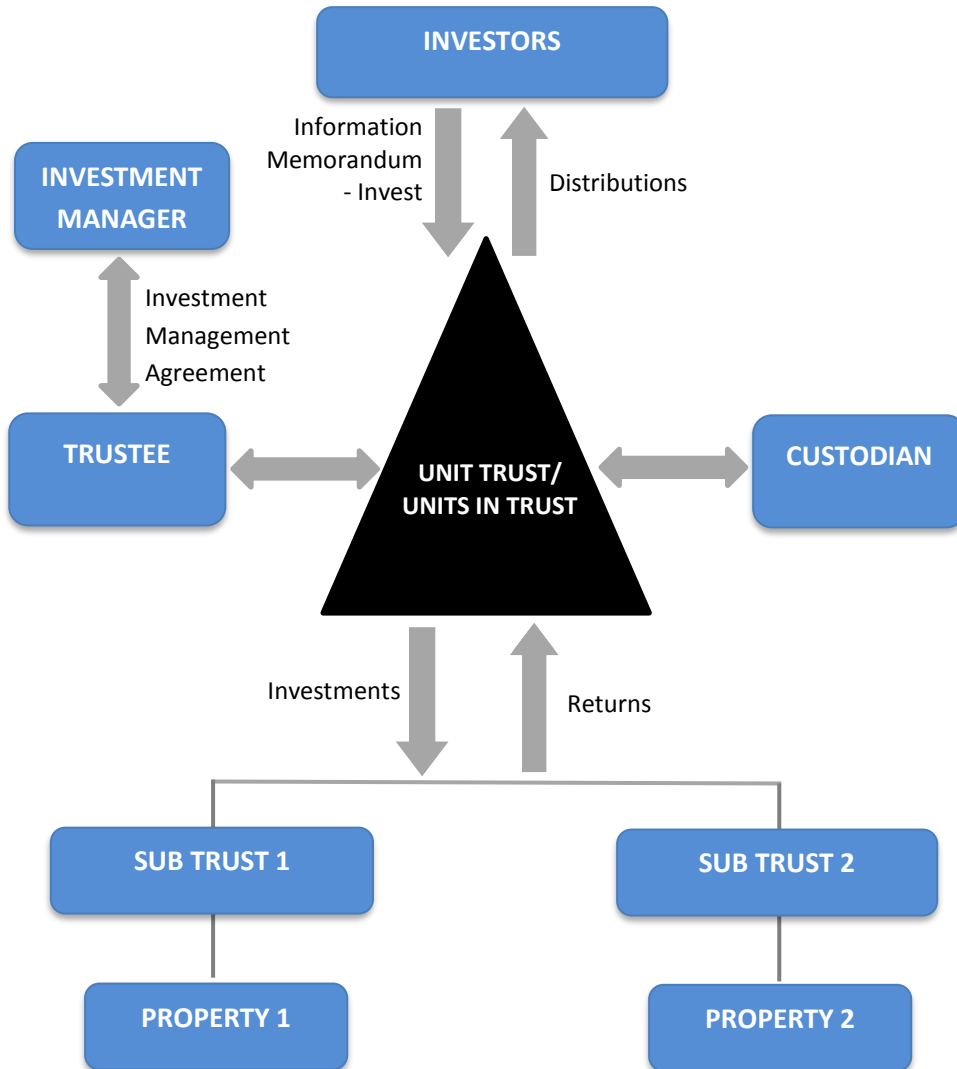 INVESTORS
Information
Memorandum
- Invest
Distributions
INVESTMENT
MANAGER
Investment
Management
Agreement
TRUSTEE
UNIT TRUST/
UNITS IN TRUST
CUSTODIAN
Investments
Returns
SUB TRUST 1
SUB TRUST 2
PROPERTY 1
PROPERTY 2